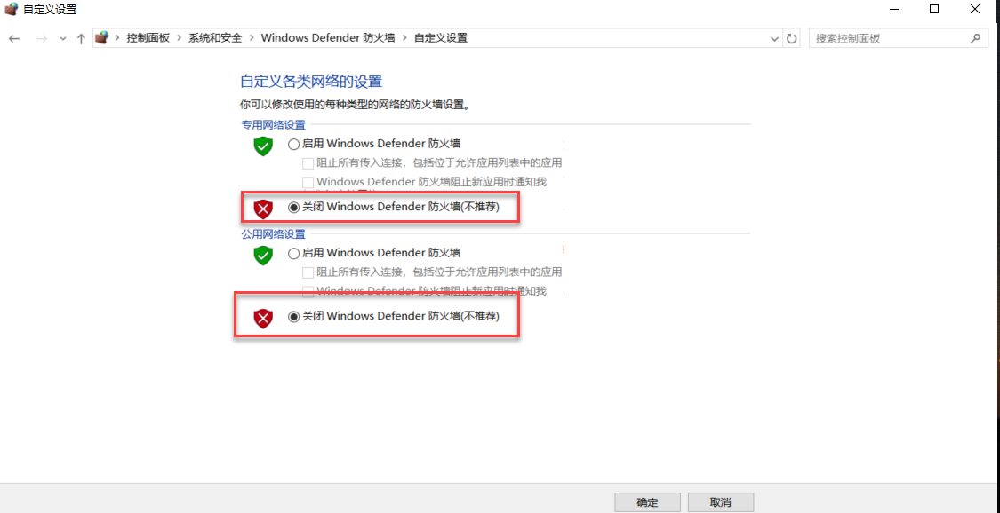 自定义设置
控制面板 > 系统和安全 > Windows Defender 防火墙 > 自定义设置
搜索控制面板
自定义各类网络的设置
你可以修改使用的每种类型的网络的防火墙设置。
专用网络设置
启用 Windows Defender 防火墙
阻止所有传入连接，包括位于允许应用列表中的应用
Windows Defender 防火墙阻止新应用时通知我
关闭 Windows Defender 防火墙(不推荐)
公用网络设置
启用 Windows Defender 防火墙
阻止所有传入连接，包括位于允许应用列表中的应用
Windows Defender 防火墙阻止新应用时通知我
关闭 Windows Defender 防火墙(不推荐)
确定 取消